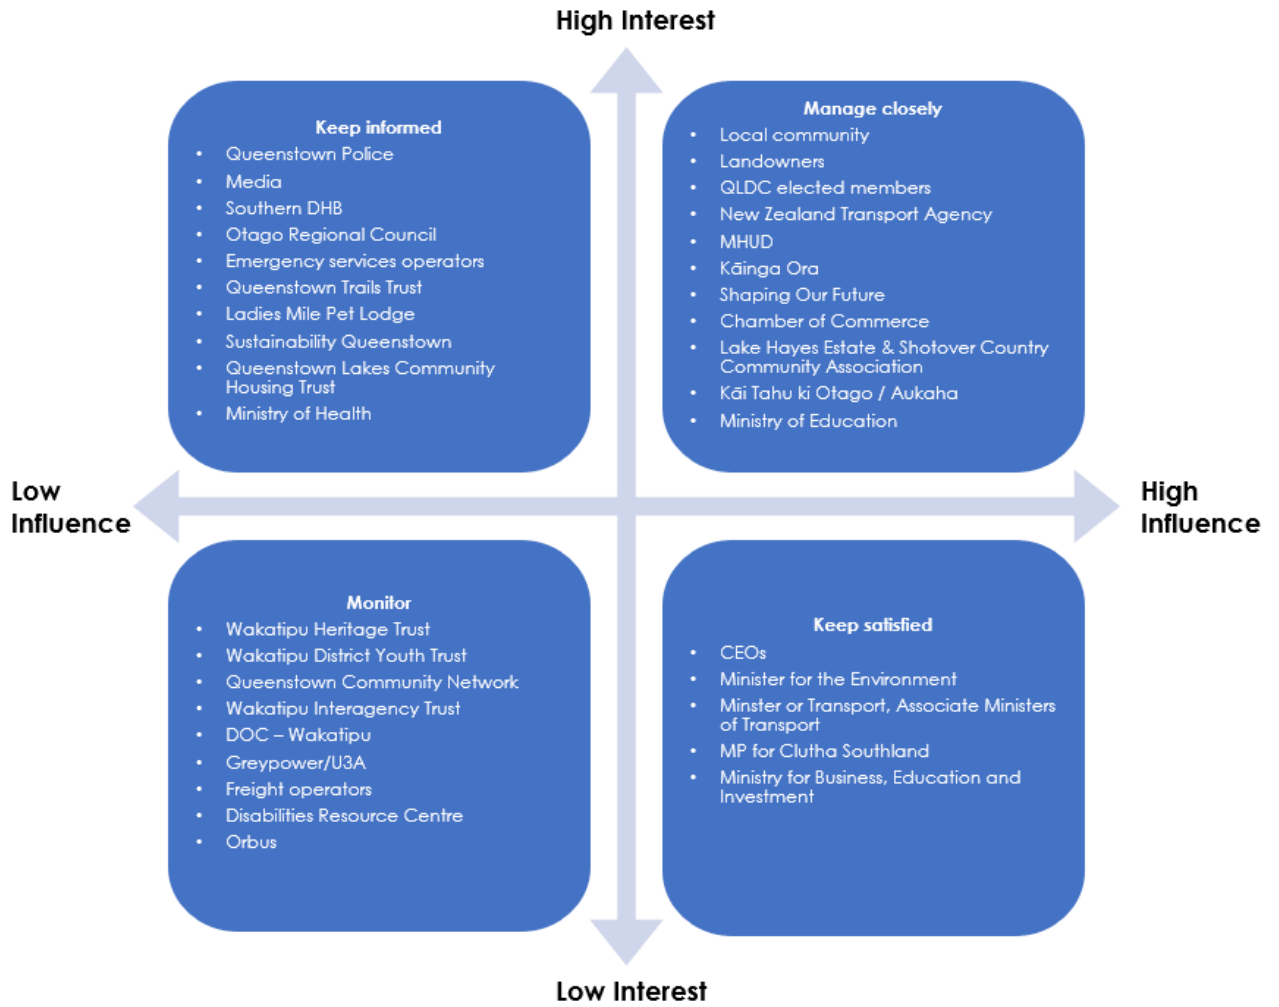 High Interest
Keep informed
• Queenstown Police
• Media
• Southern DHB
• Otago Regional Council
• Emergency services operators
• Queenstown Trails Trust
• Ladies Mile Pet Lodge
• Sustainability Queenstown
• Queenstown Lakes Community
Housing Trust
• Ministry of Health
Manage closely
• Local community
• Landowners
• QLDC elected members
• New Zealand Transport Agency
• MHUD
• Kāinga Ora
• Shaping Our Future
• Chamber of Commerce
• Lake Hayes Estate & Shotover Country
Community Association
• Kāi Tahu ki Otago / Aukaha
• Ministry of Education
Low
Influence
High
Influence
Monitor
• Wakatipu Heritage Trust
• Wakatipu District Youth Trust
• Queenstown Community Network
• Wakatipu Interagency Trust
• DOC – Wakatipu
• Greypower/U3A
• Freight operators
• Disabilities Resource Centre
• Orbus
Keep satisfied
• CEOs
• Minister for the Environment
• Minster or Transport, Associate Ministers
of Transport
• MP for Clutha Southland
• Ministry for Business, Education and
Investment
Low Interest